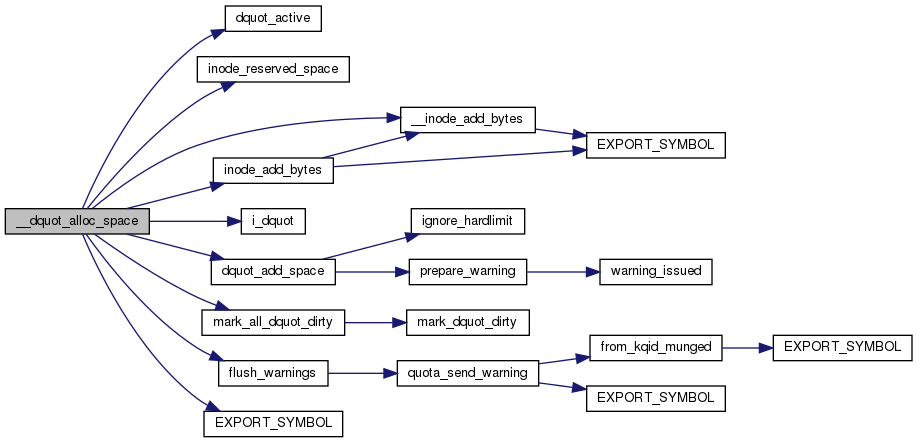 dquot_active
inode_reserved_space
__inode_add_bytes
EXPORT_SYMBOL
inode_add_bytes
__dquot_alloc_space
i_dquot
ignore_hardlimit
dquot_add_space
prepare_warning
warning_issued
mark_all_dquot_dirty
mark_dquot_dirty
from_kqid_munged
EXPORT_SYMBOL
flush_warnings
quota_send_warning
EXPORT_SYMBOL
EXPORT_SYMBOL